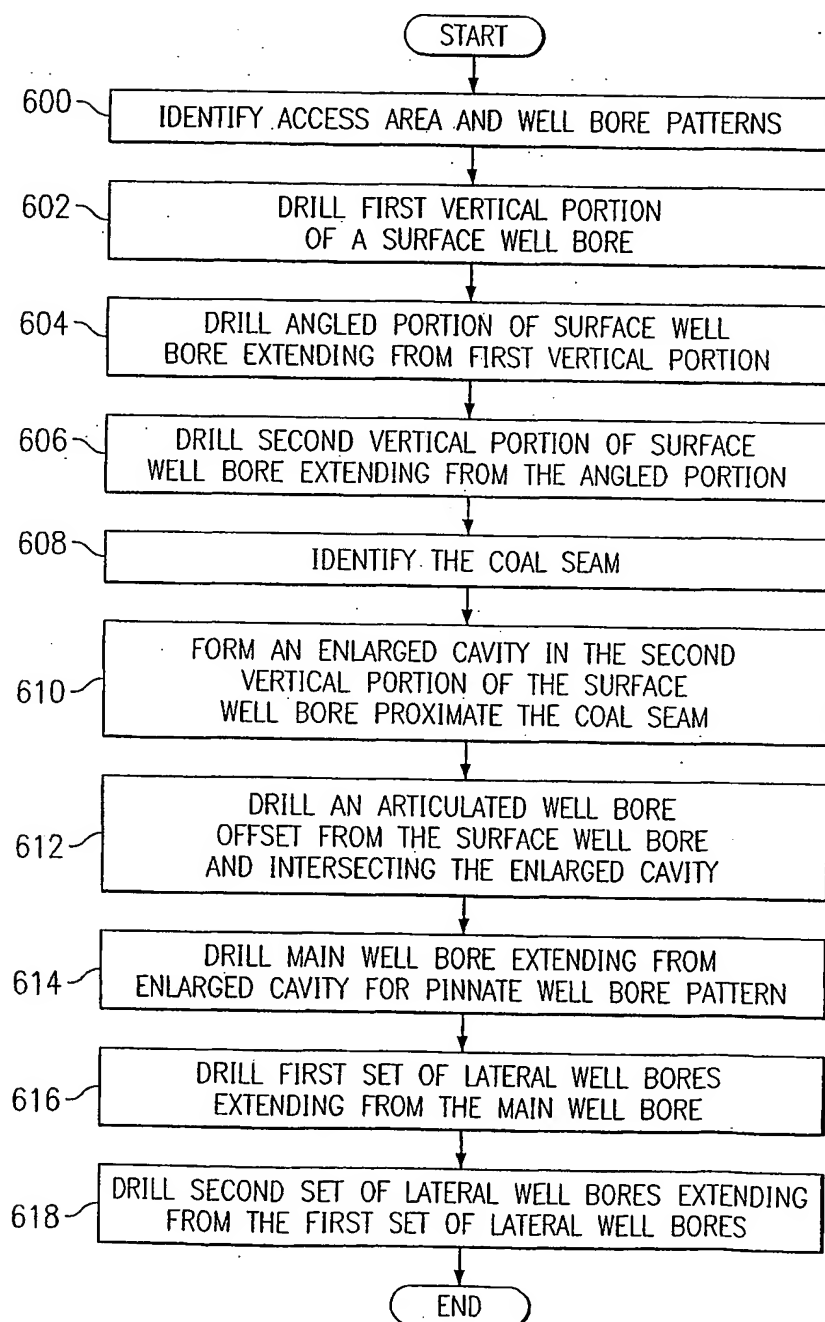 START
600
IDENTIFY ACCESS AREA AND WELL BORE PATTERNS
602
DRILL FIRST VERTICAL PORTION
OF A SURFACE WELL BORE
604
DRILL ANGLED PORTION OF SURFACE WELL
BORE EXTENDING FROM FIRST VERTICAL PORTION
606
DRILL SECOND VERTICAL PORTION OF SURFACE
WELL BORE EXTENDING FROM THE ANGLED PORTION
608
IDENTIFY THE COAL SEAM
610
FORM AN ENLARGED CAVITY IN THE SECOND
VERTICAL PORTION OF THE SURFACE
WELL BORE PROXIMATE THE COAL SEAM
612
DRILL AN ARTICULATED WELL BORE
OFFSET FROM THE SURFACE WELL BORE
AND INTERSECTING THE ENLARGED CAVITY
614
DRILL MAIN WELL BORE EXTENDING FROM
ENLARGED CAVITY FOR PINNATE WELL BORE PATTERN
616
DRILL FIRST SET OF LATERAL WELL BORES
EXTENDING FROM THE MAIN WELL BORE
618
DRILL SECOND SET OF LATERAL WELL BORES EXTENDING
FROM THE FIRST SET OF LATERAL WELL BORES
END